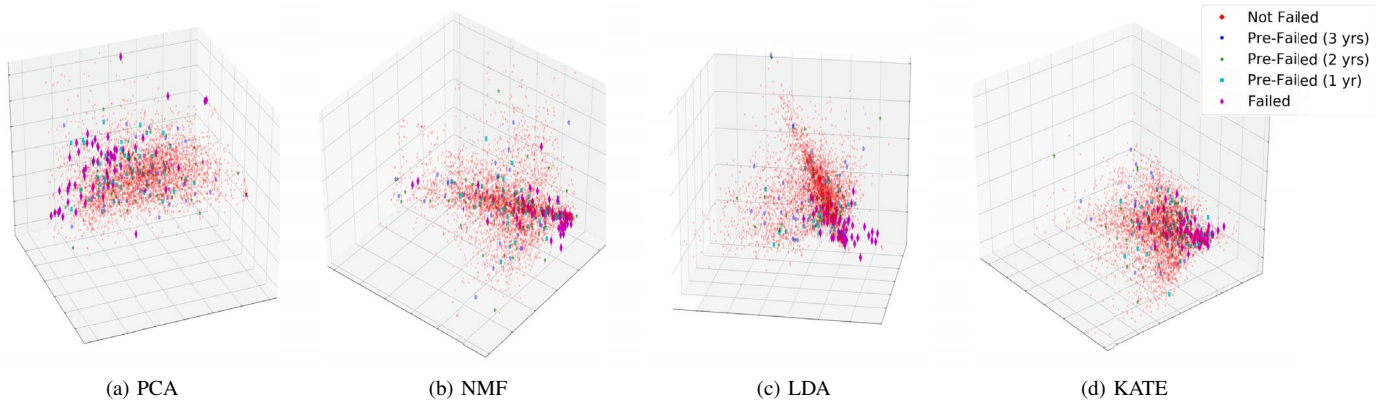 Not Failed
Pre-Failed (3 yrs)
Pre-Failed (2 yrs)
Pre-Failed (1 yr)
Failed
(a) PCA
(b) NMF
(c) LDA
(d) KATE